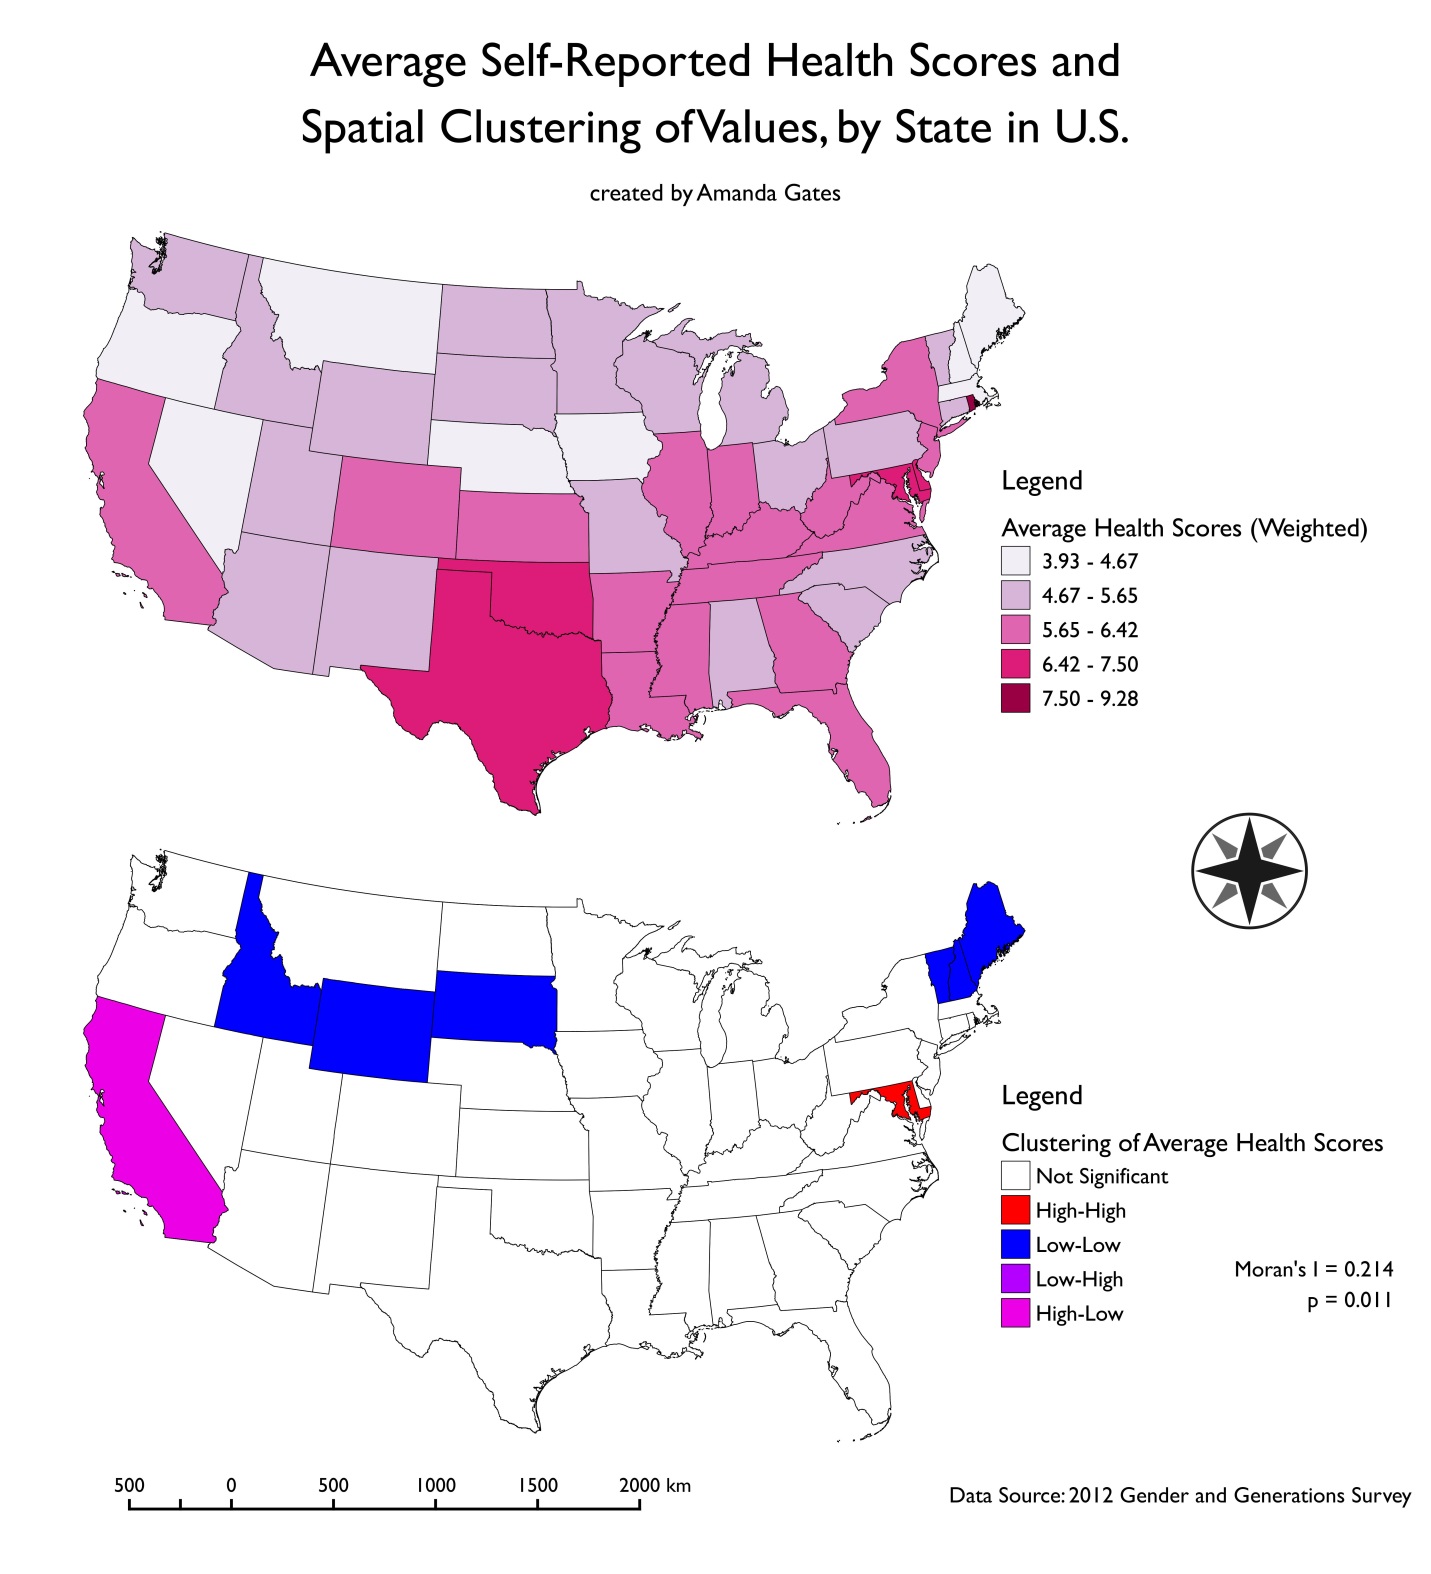 Average Self-Reported Health Scores and
Spatial Clustering of Values, by State in U.S.
created by Amanda Gates
Legend
Average Health Scores (Weighted)
3.93 - 4.67
4.67 - 5.65
5.65 - 6.42
6.42 - 7.50
7.50 - 9.28
Legend
Clustering of Average Health Scores
Not Significant
High-High
Low-Low
Low-High
High-Low
Moran's I = 0.214
p = 0.011
500 0 500 1000 1500 2000 km
Data Source: 2012 Gender and Generations Survey